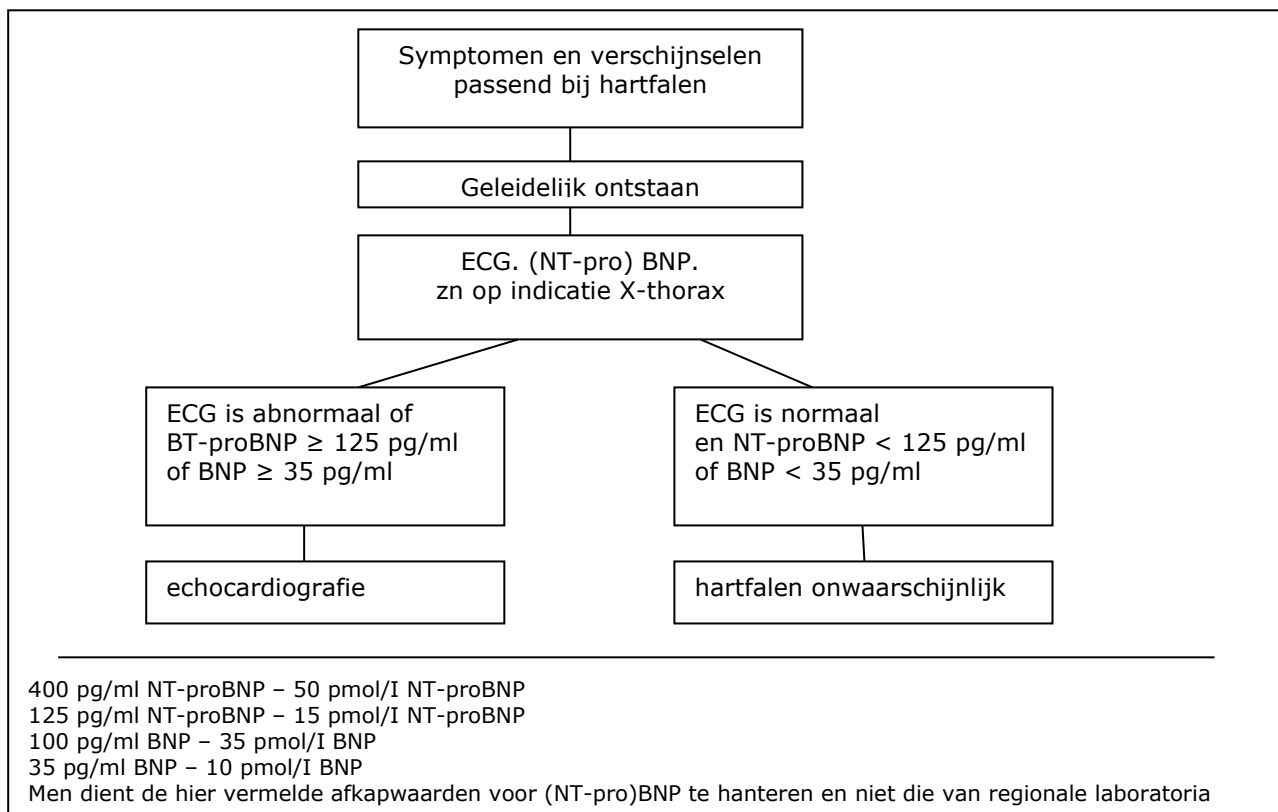 Symptomen en verschijnselen
passend bij hartfalen
Geleidelijk ontstaan
ECG. (NT-pro) BNP.
zn op indicatie X-thorax
ECG is abnormaal of
BT-proBNP ≥ 125 pg/ml
of BNP ≥ 35 pg/ml
ECG is normaal
en NT-proBNP < 125 pg/ml
of BNP < 35 pg/ml
echocardiografie
hartfalen onwaarschijnlijk
400 pg/ml NT-proBNP – 50 pmol/I NT-proBNP
125 pg/ml NT-proBNP – 15 pmol/I NT-proBNP
100 pg/ml BNP – 35 pmol/I BNP
35 pg/ml BNP – 10 pmol/I BNP
Men dient de hier vermelde afkapwaarden voor (NT-pro)BNP te hanteren en niet die van regionale laboratoria